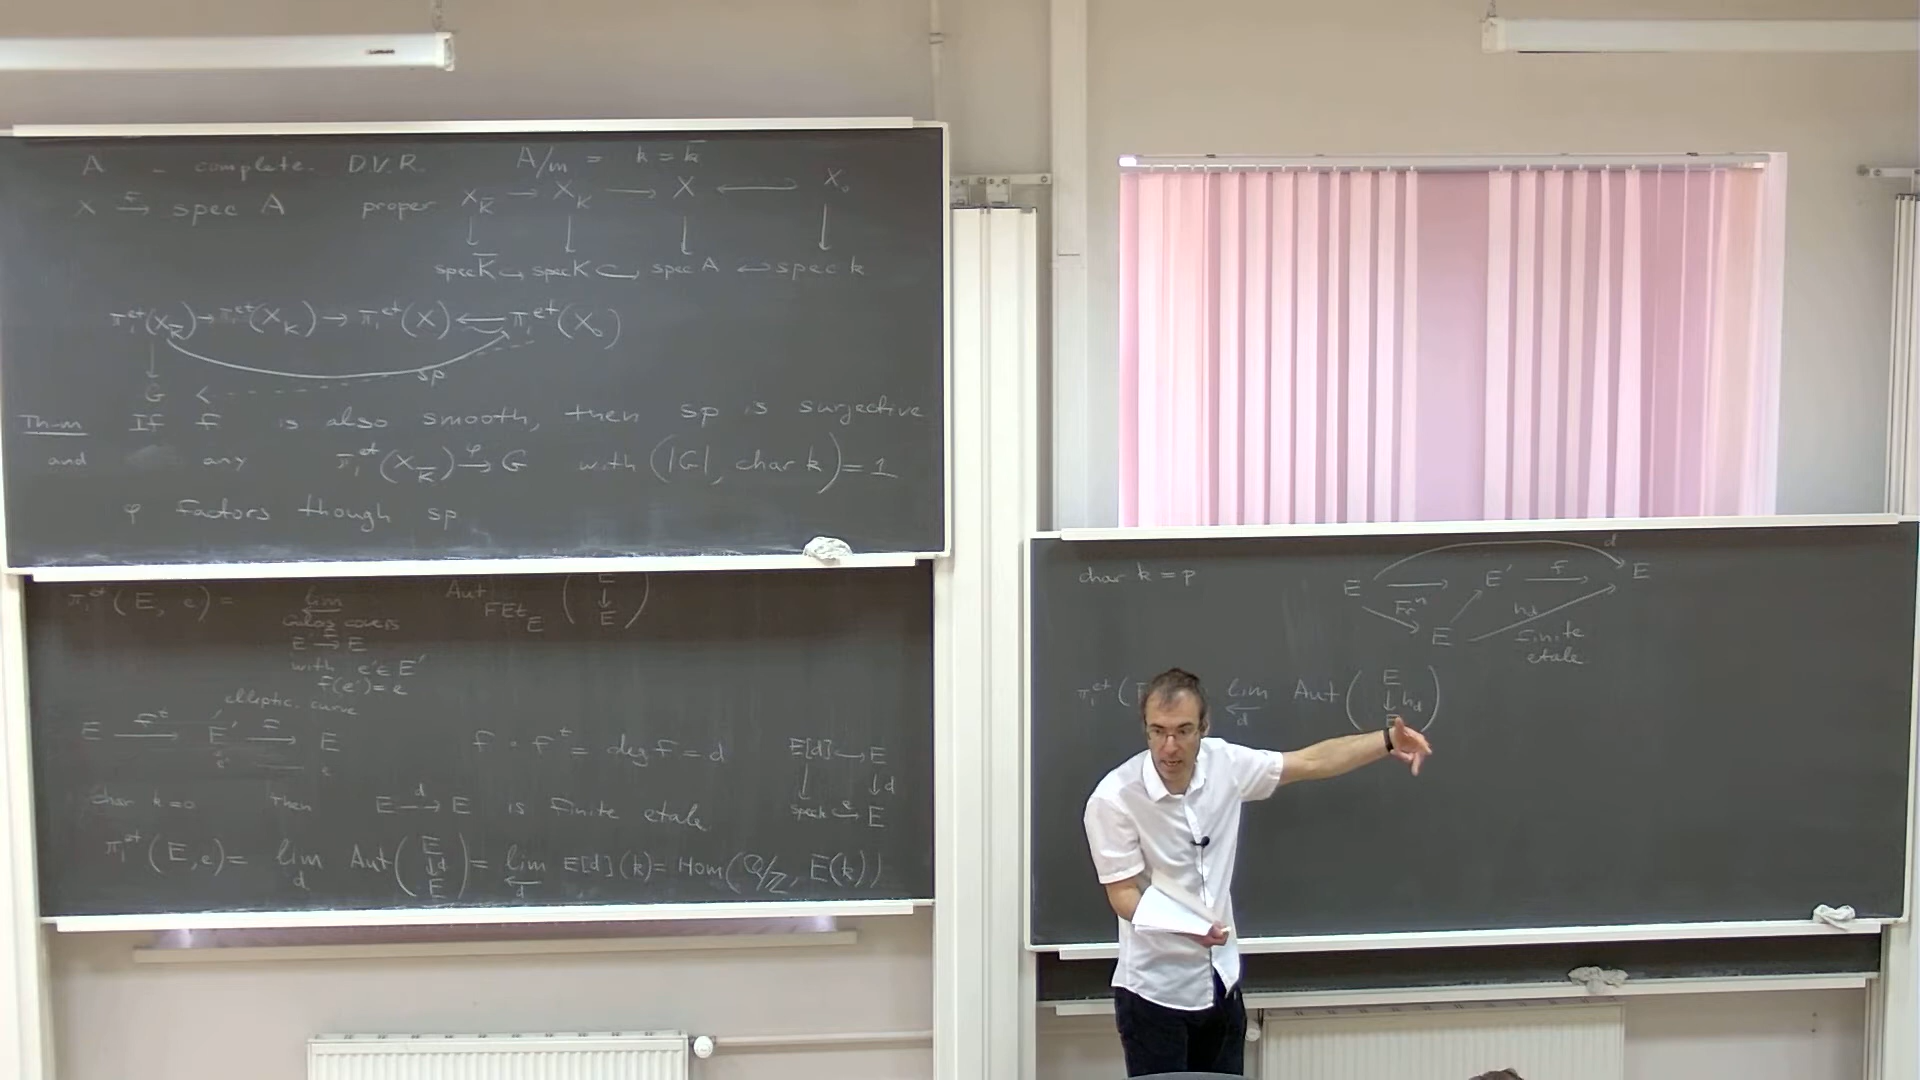 A - complete. D.V.R. A/m = k = k̄
X →f spec A proper X_K̄ → X_K → X ← X₀
spec K̄ → spec K ↪ spec A ↩ spec k
π₁^et(X_K̄) → π₁^et(X_K) → π₁^et(X) ← π₁^et(X₀)
sp
G
Thm If f is also smooth, then sp is surjective
and any π₁^et(X_K̄) →φ G with (|G|, char k) = 1
φ factors though sp
π₁^et(E, e) = lim Aut_FEt_E (E ↓ E)
Galois covers
E' →f E
with e' ∈ E'
f(e') = e
elliptic curve
E →f^t E' →f E f∘f^t = deg f = d E[d] ↪ E
e' e
↓ ↓d
char k=0 Then E →d E is finite etale spec k →e E
π₁^et(E,e) = lim_d Aut(E ↓d E) = lim_d E[d](k) = Hom(Q/Z, E(k))
char k = p
d
E →Fr^n E' →f E
E h_d
finite
etale
π₁^et( lim_d Aut(E ↓h_d E)